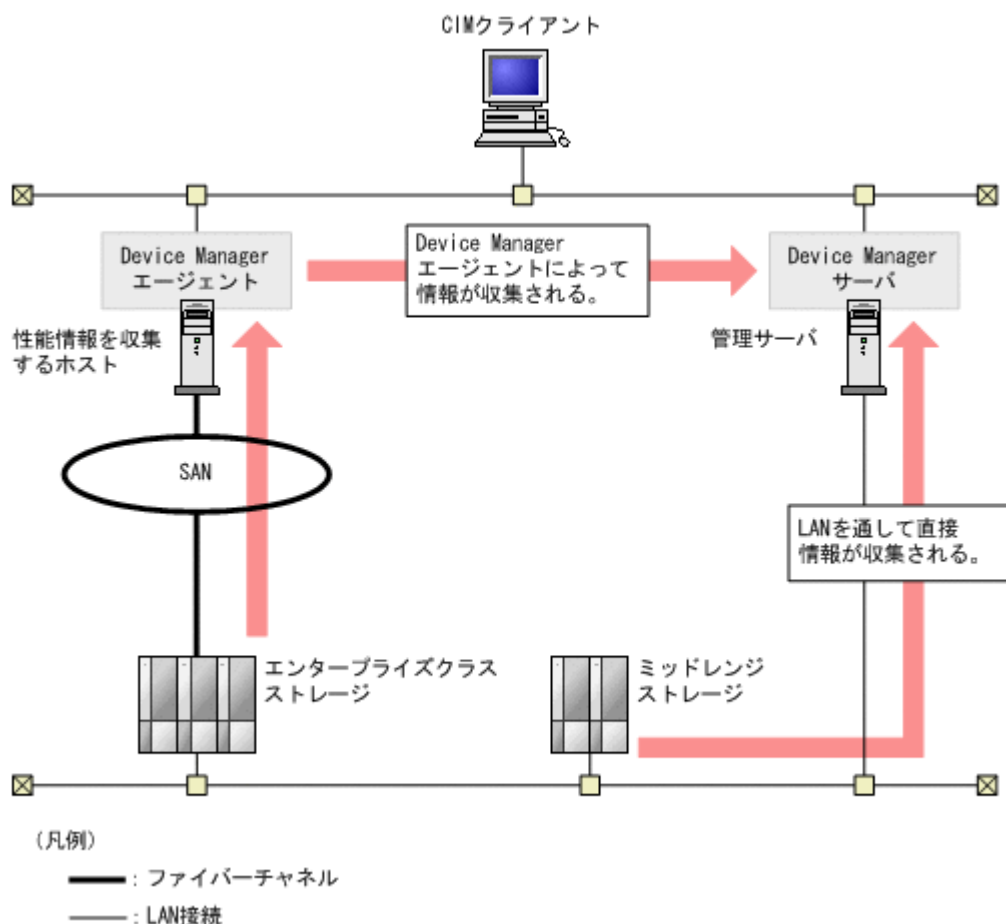 CIMクライアント
Device Manager
エージェント
Device Manager
エージェントによって
情報が収集される。
Device Manager
サーバ
性能情報を収集
するホスト
管理サーバ
SAN
LANを通して直接
情報が収集される。
エンタープライズクラス
ストレージ
ミッドレンジ
ストレージ
(凡例)
: ファイバーチャネル
: LAN接続